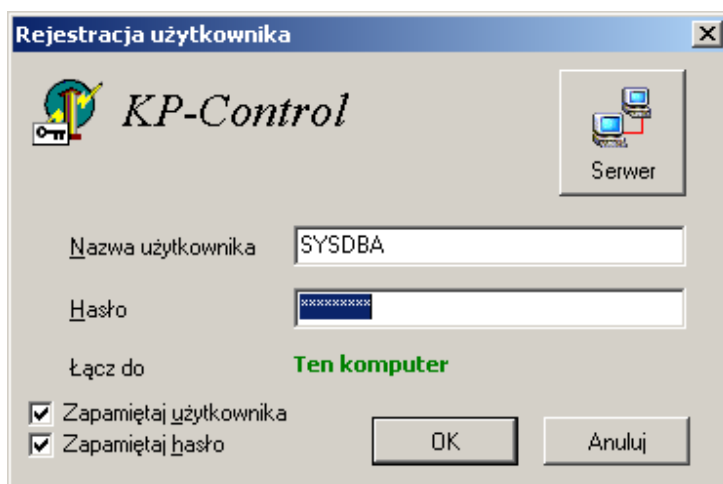 Rejestracja użytkownika
KP-Control
Serwer
Nazwa użytkownika
SYSDBA
Hasło
*********
Łącz do
Ten komputer
Zapamiętaj użytkownika
Zapamiętaj hasło
OK
Anuluj